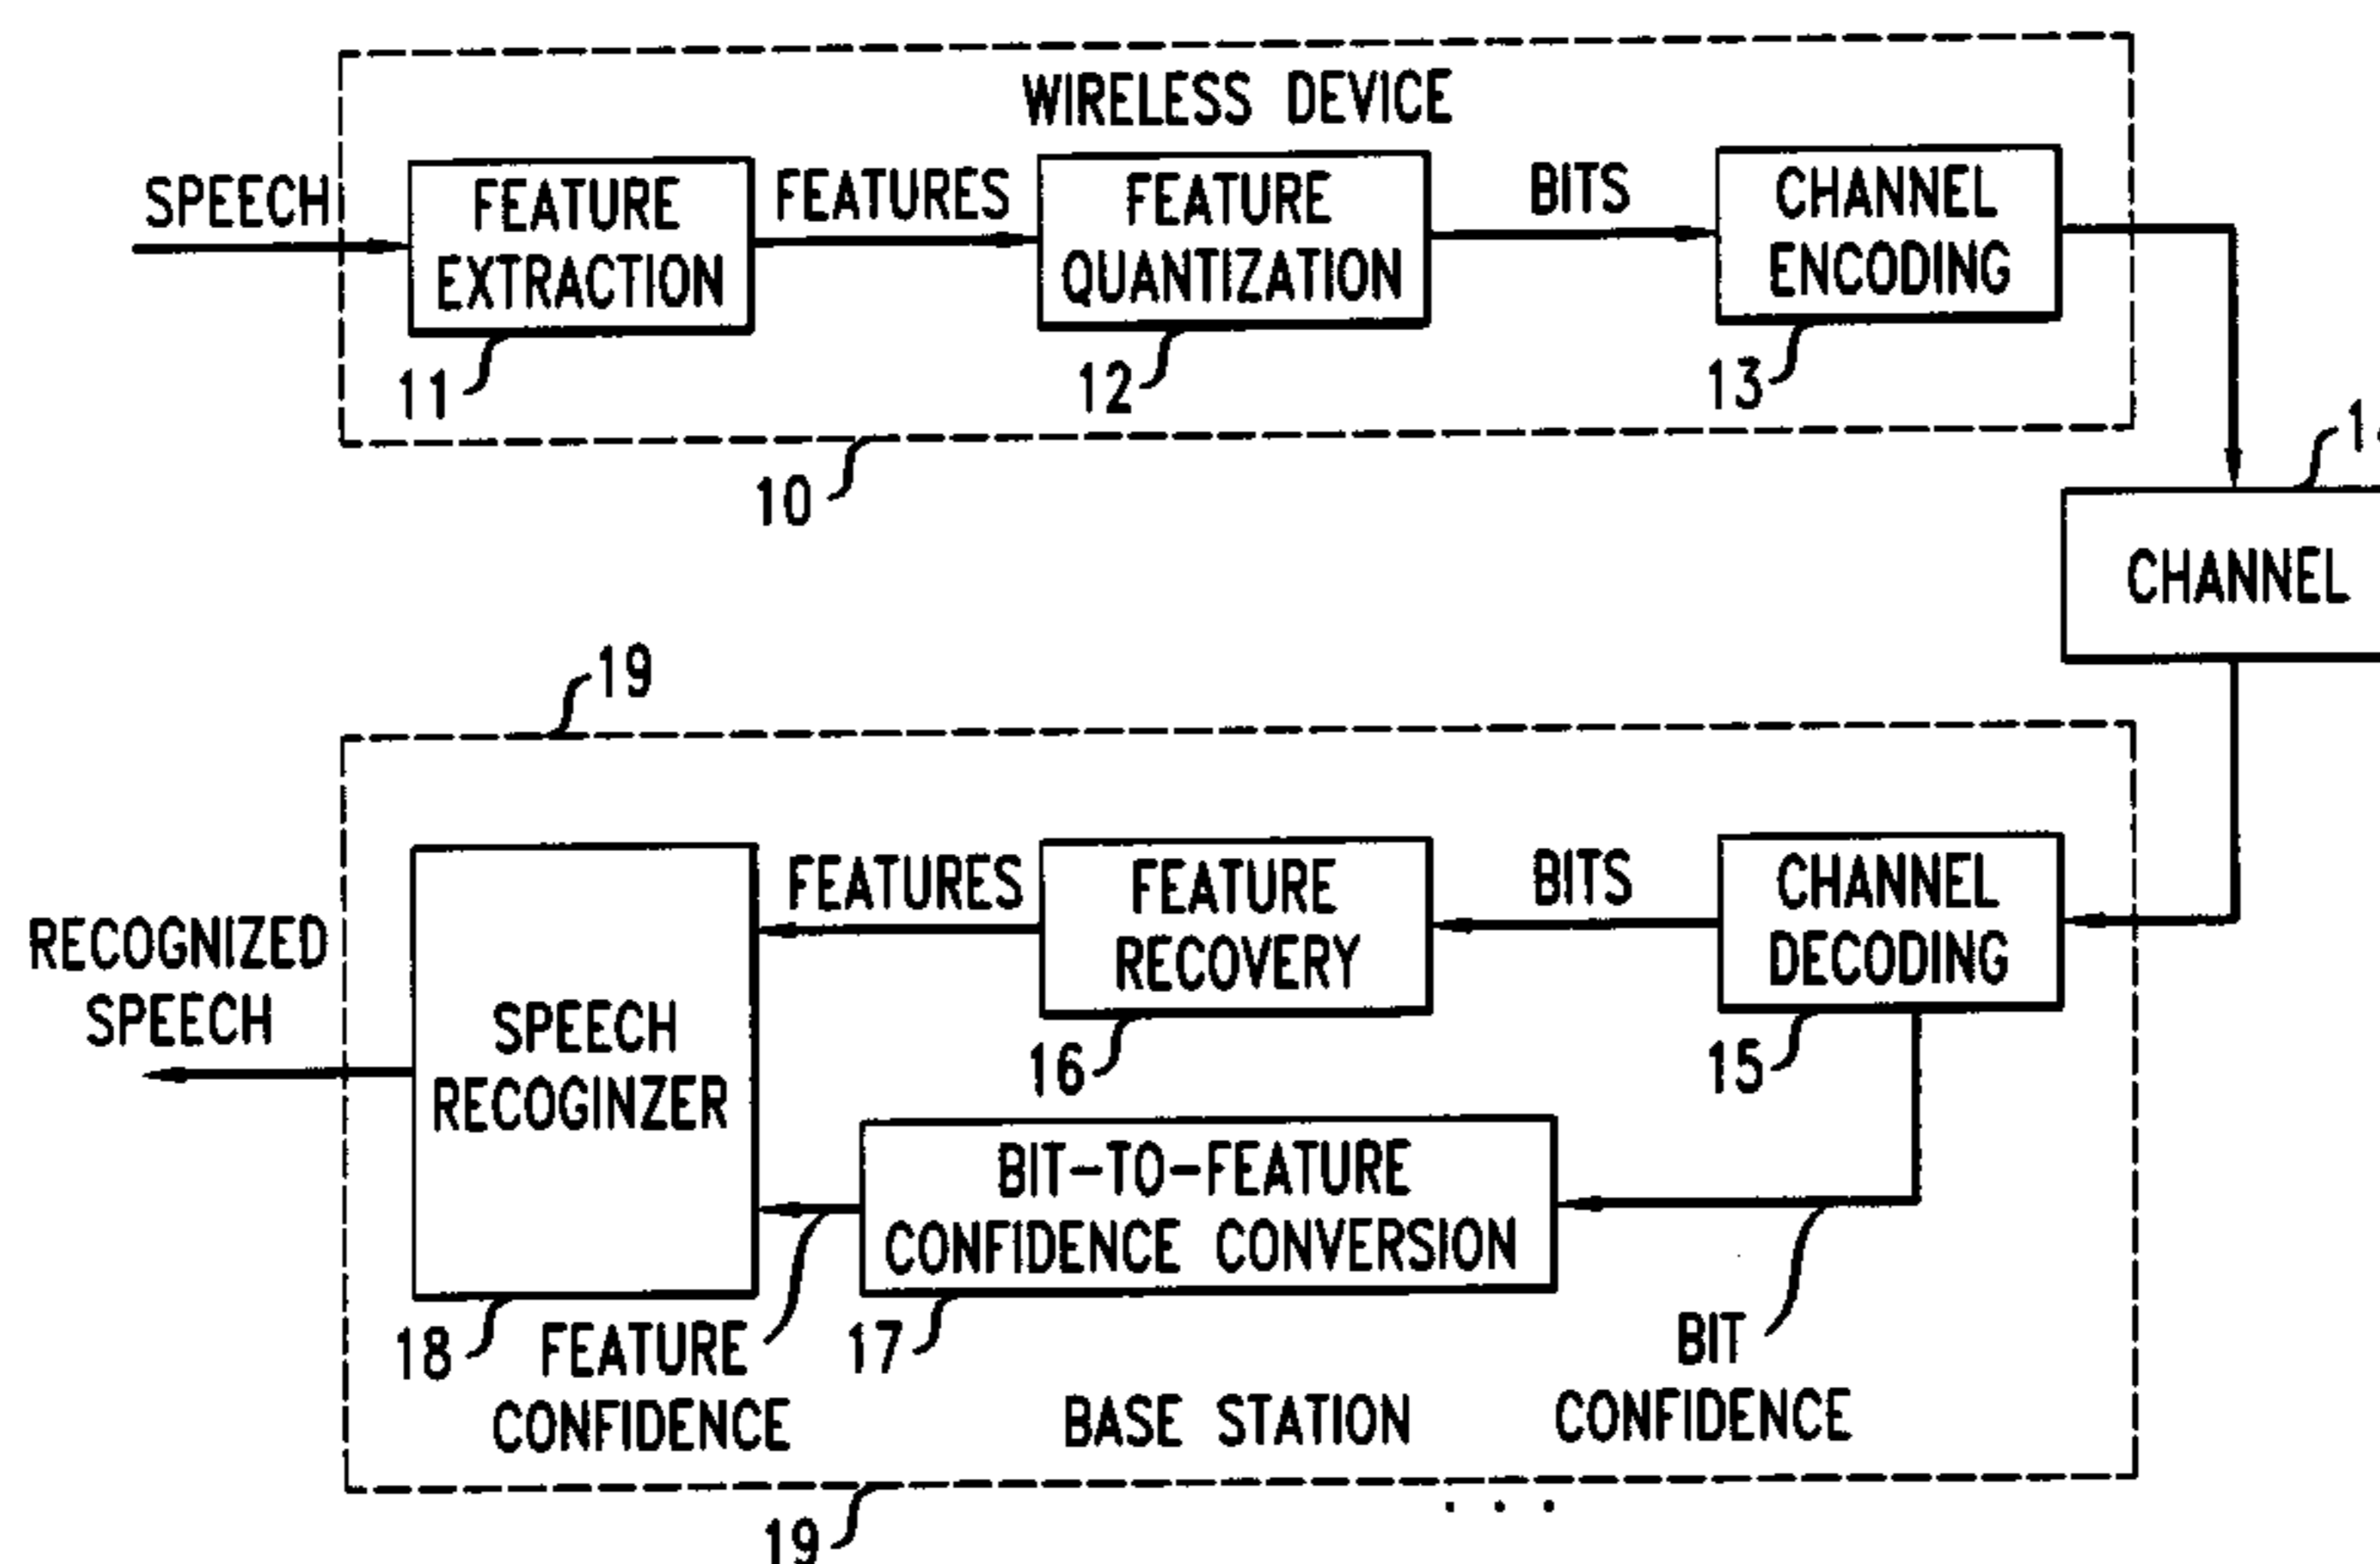 WIRELESS DEVICE
SPEECH
FEATURE
EXTRACTION
FEATURES
FEATURE
QUANTIZATION
BITS
CHANNEL
ENCODING
11
12
13
10
CHANNEL
19
RECOGNIZED
SPEECH
SPEECH
RECOGINZER
FEATURES
FEATURE
RECOVERY
BITS
CHANNEL
DECODING
16
15
BIT-TO-FEATURE
CONFIDENCE CONVERSION
18
FEATURE
CONFIDENCE
17
BIT
CONFIDENCE
BASE STATION
19